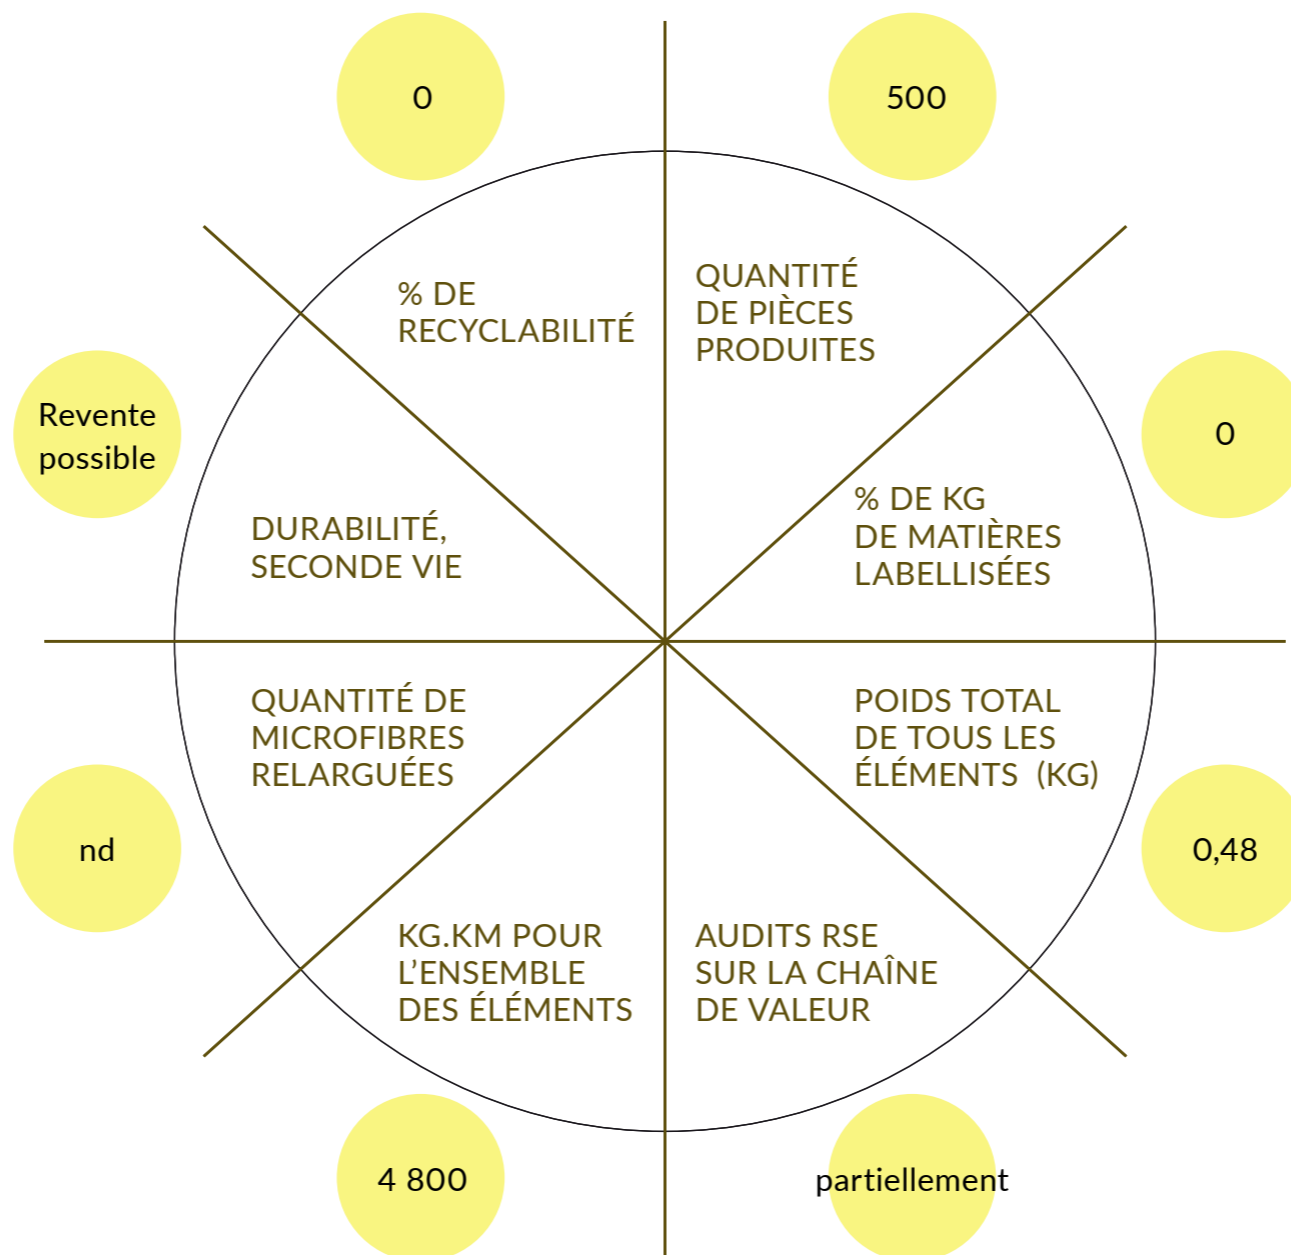 0
500
% DE
RECYCLABILITÉ
QUANTITÉ
DE PIÈCES
PRODUITES
Revente
possible
0
DURABILITÉ,
SECONDE VIE
% DE KG
DE MATIÈRES
LABELLISÉES
QUANTITÉ DE
MICROFIBRES
RELARGUÉES
POIDS TOTAL
DE TOUS LES
ÉLÉMENTS (KG)
nd
0,48
KG.KM POUR
L’ENSEMBLE
DES ÉLÉMENTS
AUDITS RSE
SUR LA CHAÎNE
DE VALEUR
4 800
partiellement